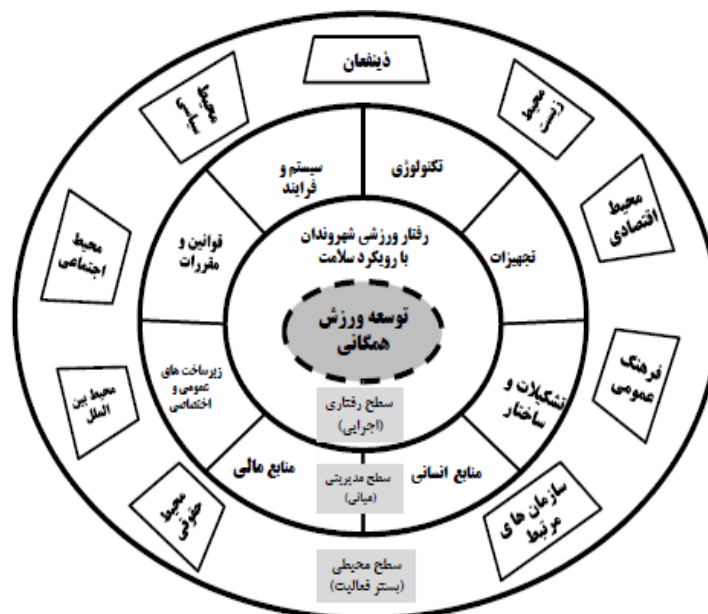 ذینفعان
محیط
زیست
محیط
سیاسی
محیط
اقتصادی
محیط
اجتماعی
فرهنگ
عمومی
محیط بین
الملل
سازمان های
مرتبط
محیط
حقوقی
تکنولوژی
سیستم و
فرایند
تجهیزات
قوانین و
مقررات
تشکیلات و
ساختار
زیرساخت های
عمومی و
اختصاصی
منابع انسانی
منابع مالی
رفتار ورزشی شهروندان
با رویکرد سلامت
توسعه ورزش
همگانی
سطح رفتاری
(اجرایی)
سطح مدیریتی
(میانی)
سطح محیطی
(بستر فعالیت)